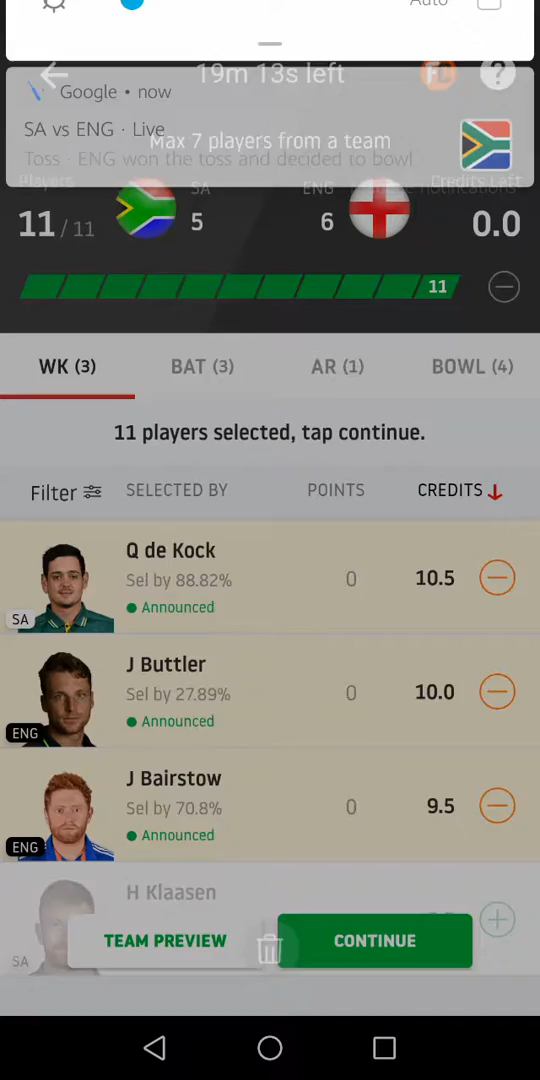 Auto
19m 13s left
Google • now
SA vs ENG · Live
Max 7 players from a team
Toss · ENG won the toss and decided to bowl
notifications
Players
SA
ENG
Credits Left
11 / 11
5
6
0.0
11
WK (3)
BAT (3)
AR (1)
BOWL (4)
11 players selected, tap continue.
Filter
SELECTED BY
POINTS
CREDITS
Q de Kock
Sel by 88.82%
0
10.5
Announced
SA
J Buttler
Sel by 27.89%
0
10.0
Announced
ENG
J Bairstow
Sel by 70.8%
0
9.5
Announced
ENG
H Klaasen
TEAM PREVIEW
CONTINUE
SA